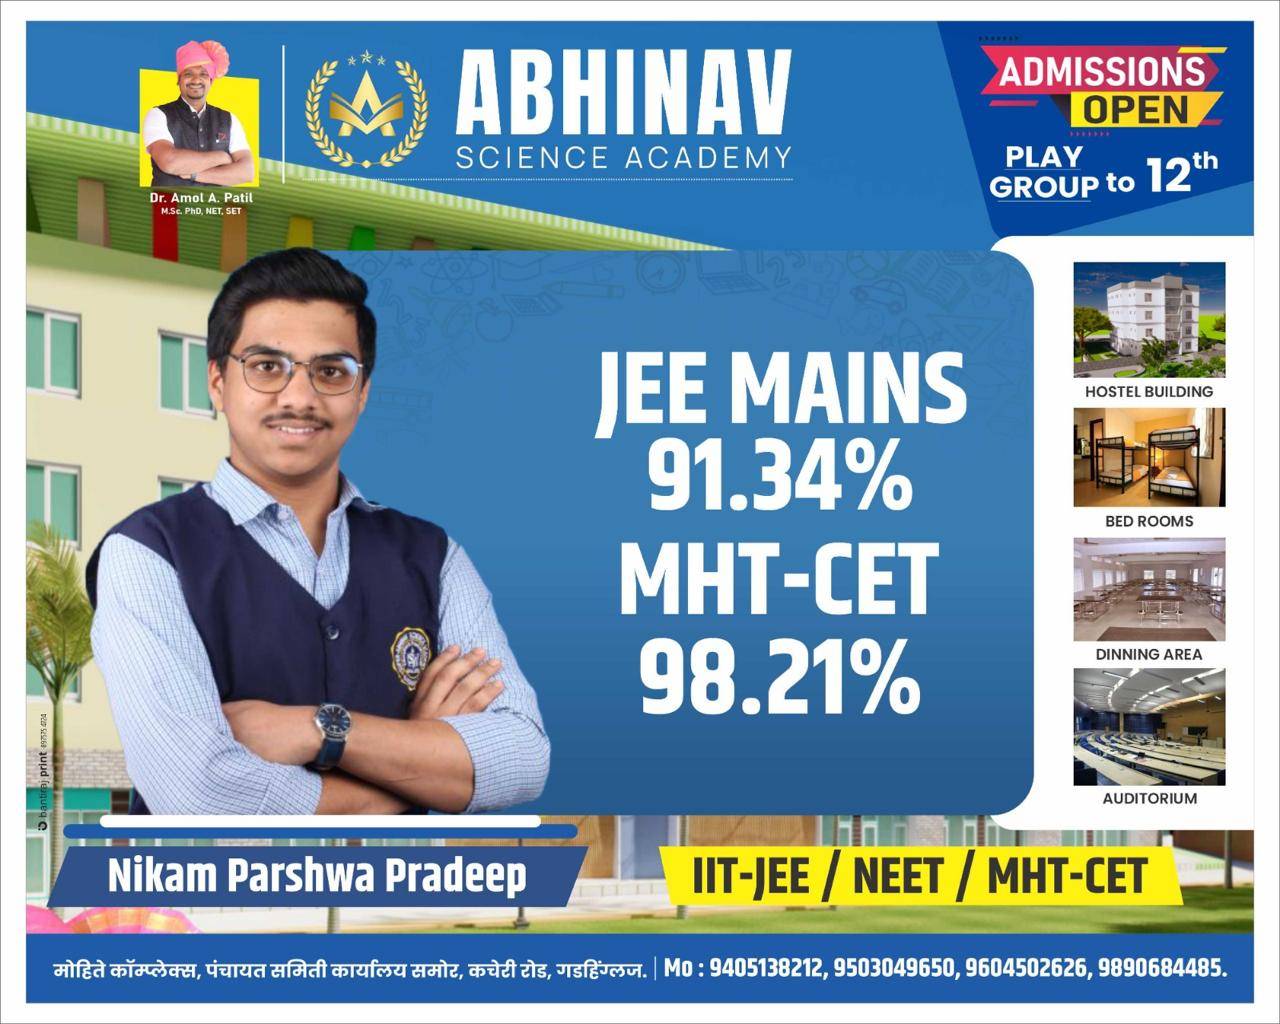 Dr. Amol A. Patil
M.Sc. PhD, NET, SET
ABHINAV
SCIENCE ACADEMY
ADMISSIONS
OPEN
PLAY
GROUP to 12th
JEE MAINS
91.34%
MHT-CET
98.21%
HOSTEL BUILDING
BED ROOMS
DINNING AREA
AUDITORIUM
Nikam Parshwa Pradeep
IIT-JEE / NEET / MHT-CET
मोहिते कॉम्प्लेक्स, पंचायत समिती कार्यालय समोर, कचेरी रोड, गडहिंग्लज. | Mo : 9405138212, 9503049650, 9604502626, 9890684485.
print